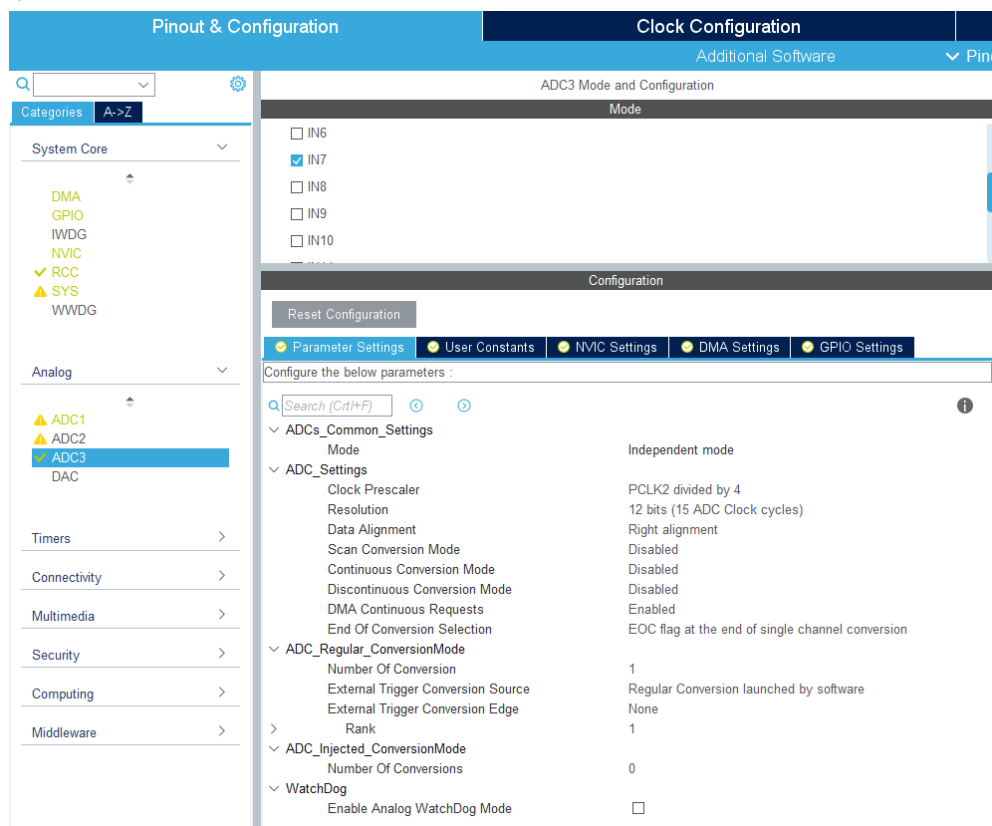 Pinout & Configuration
Clock Configuration
Additional Software
Categories
A->Z
System Core
DMA
GPIO
IWDG
NVIC
RCC
SYS
WWDG
Analog
ADC1
ADC2
ADC3
DAC
Timers
Connectivity
Multimedia
Security
Computing
Middleware
ADC3 Mode and Configuration
Mode
IN6
IN7
IN8
IN9
IN10
Configuration
Reset Configuration
Parameter Settings
User Constants
NVIC Settings
DMA Settings
GPIO Settings
Configure the below parameters :
Search (Crtl+F)
ADCs_Common_Settings
Mode Independent mode
ADC_Settings
Clock Prescaler PCLK2 divided by 4
Resolution 12 bits (15 ADC Clock cycles)
Data Alignment Right alignment
Scan Conversion Mode Disabled
Continuous Conversion Mode Disabled
Discontinuous Conversion Mode Disabled
DMA Continuous Requests Enabled
End Of Conversion Selection EOC flag at the end of single channel conversion
ADC_Regular_ConversionMode
Number Of Conversion 1
External Trigger Conversion Source Regular Conversion launched by software
External Trigger Conversion Edge None
Rank 1
ADC_Injected_ConversionMode
Number Of Conversions 0
WatchDog
Enable Analog WatchDog Mode